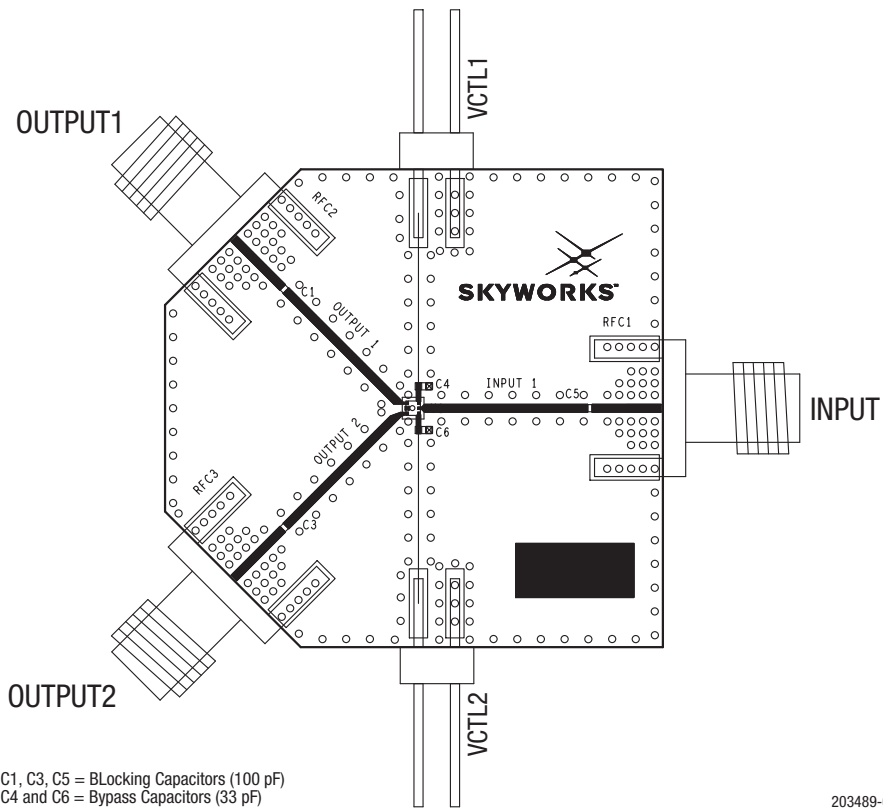 VCTL1
OUTPUT1
RFC2
SKYWORKS
C1
OUTPUT 1
RFC1
C4
INPUT 1
C5
INPUT
C6
OUTPUT 2
RFC3
C3
OUTPUT2
VCTL2
C1, C3, C5 = BLocking Capacitors (100 pF)
C4 and C6 = Bypass Capacitors (33 pF)
203489-